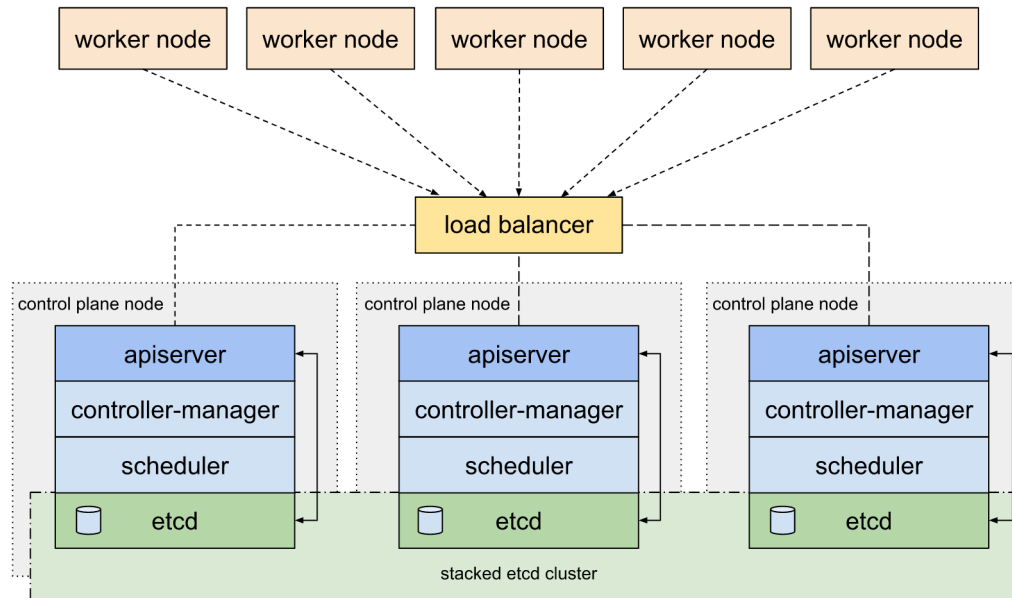 worker node
worker node
worker node
worker node
worker node
load balancer
control plane node
control plane node
control plane node
apiserver
apiserver
apiserver
controller-manager
controller-manager
controller-manager
scheduler
scheduler
scheduler
etcd
etcd
etcd
stacked etcd cluster